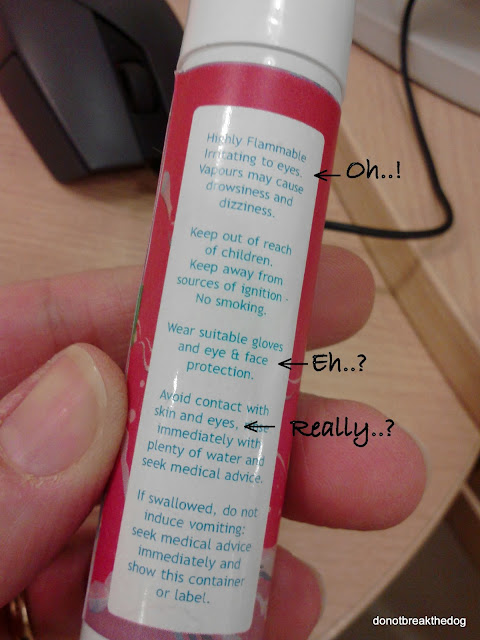 Highly Flammable
Irritating to eyes.
Vapours may cause
drowsiness and
dizziness.
Oh..!
Keep out of reach
of children.
Keep away from
sources of ignition -
No smoking.
Wear suitable gloves
and eye & face
protection.
Eh..?
Avoid contact with
skin and eyes,
immediately with
plenty of water and
seek medical advice.
Really..?
If swallowed, do not
induce vomiting:
seek medical advice
immediately and
show this container
or label.
donotbreakthedog